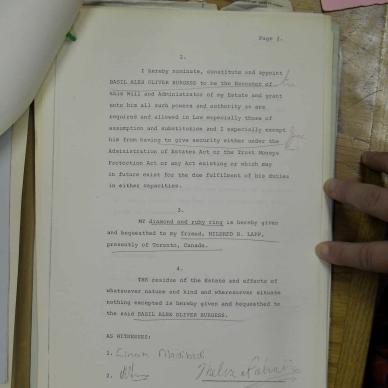 Page 2.
2.
I hereby nominate, constitute and appoint
BASIL ALEX OLIVER BURGESS to be the Executor of
this Will and Administrator of my Estate and grant
unto him all such powers and authority as are
required and allowed in Law especially those of
assumption and substitution and I especially except
him from having to give security either under the
Administration of Estates Act or the Trust Moneys
Protection Act or any Act existing or which may
in future exist for the due fulfilment of his duties
in either capacities.
3.
MY diamond and ruby ring is hereby given
and bequeathed to my friend, MILDRED D. LAPP,
presently of Toronto, Canada.
4.
THE residue of the Estate and effects of
whatsoever nature and kind and wheresoever situate
nothing excepted is hereby given and bequeathed to
the said BASIL ALEX OLIVER BURGESS.
AS WITNESSES:
1.
2. Thelra